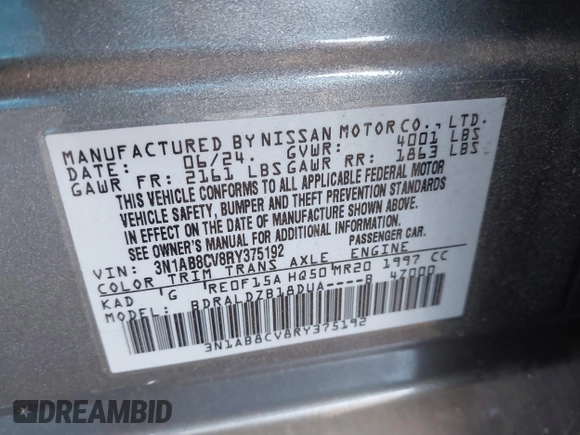 MANUFACTURED BY NISSAN MOTOR CO., LTD.
DATE: 06/24. GVWR: 4001 LBS
GAWR FR: 2161 LBS GAWR RR: 1863 LBS
THIS VEHICLE CONFORMS TO ALL APPLICABLE FEDERAL MOTOR
VEHICLE SAFETY, BUMPER AND THEFT PREVENTION STANDARDS
IN EFFECT ON THE DATE OF MANUFACTURE SHOWN ABOVE.
SEE OWNER'S MANUAL FOR ADDITIONAL INFORMATION.
VIN: 3N1AB8CV8RY375192 PASSENGER CAR.
COLOR TRIM TRANS AXLE ENGINE
KAD G RE0F15A HQ50 MR20 1997 CC
MODEL BDRALDZB18DUA----B 47000
3N1AB8CV8RY375192
DREAMBID